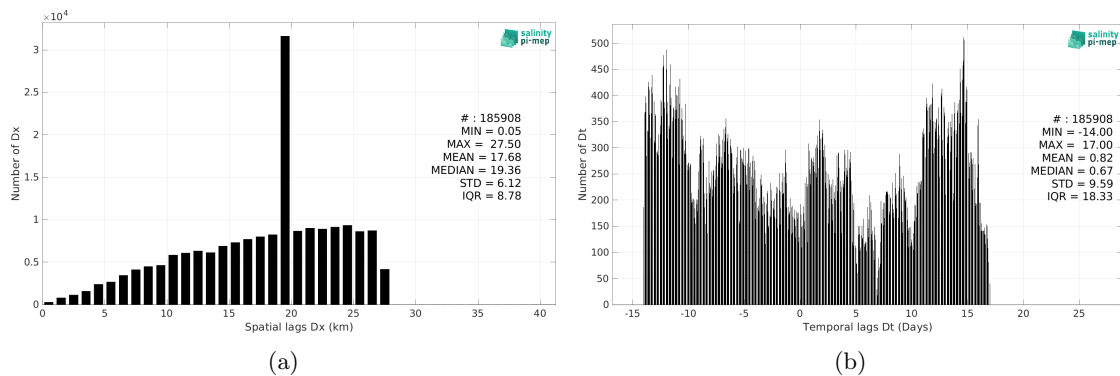 ×10⁴
3
2.5
2
1.5
1
0.5
0
0 5 10 15 20 25 30 35 40
Number of Dx
Spatial lags Dx (km)
salinity
pi-mep
# : 185908
MIN = 0.05
MAX = 27.50
MEAN = 17.68
MEDIAN = 19.36
STD = 6.12
IQR = 8.78
(a)
500
450
400
350
300
250
200
150
100
50
0
-15 -10 -5 0 5 10 15 20 25
Number of Dt
Temporal lags Dt (Days)
salinity
pi-mep
# : 185908
MIN = -14.00
MAX = 17.00
MEAN = 0.82
MEDIAN = 0.67
STD = 9.59
IQR = 18.33
(b)